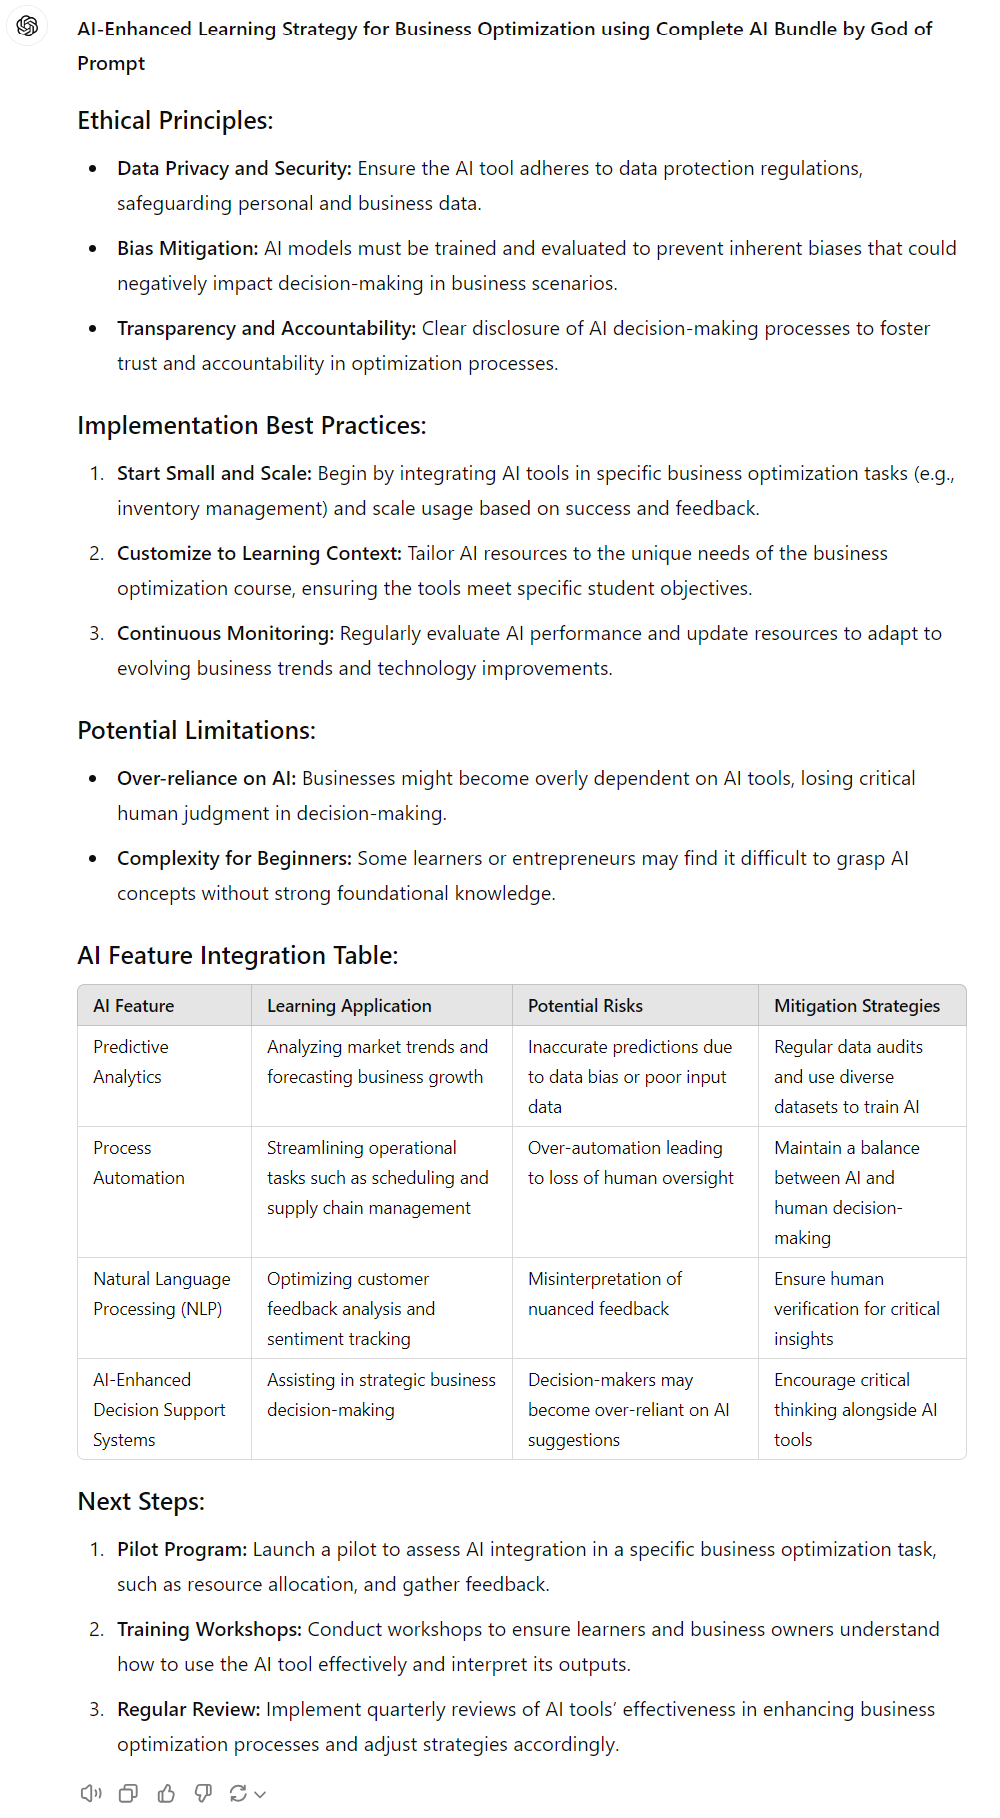 AI-Enhanced Learning Strategy for Business Optimization using Complete AI Bundle by God of
Prompt
Ethical Principles:
• Data Privacy and Security: Ensure the AI tool adheres to data protection regulations,
safeguarding personal and business data.
• Bias Mitigation: AI models must be trained and evaluated to prevent inherent biases that could
negatively impact decision-making in business scenarios.
• Transparency and Accountability: Clear disclosure of AI decision-making processes to foster
trust and accountability in optimization processes.
Implementation Best Practices:
1. Start Small and Scale: Begin by integrating AI tools in specific business optimization tasks (e.g.,
inventory management) and scale usage based on success and feedback.
2. Customize to Learning Context: Tailor AI resources to the unique needs of the business
optimization course, ensuring the tools meet specific student objectives.
3. Continuous Monitoring: Regularly evaluate AI performance and update resources to adapt to
evolving business trends and technology improvements.
Potential Limitations:
• Over-reliance on AI: Businesses might become overly dependent on AI tools, losing critical
human judgment in decision-making.
• Complexity for Beginners: Some learners or entrepreneurs may find it difficult to grasp AI
concepts without strong foundational knowledge.
AI Feature Integration Table:
AI Feature
Learning Application
Potential Risks
Mitigation Strategies
Predictive
Analytics
Analyzing market trends and
forecasting business growth
Inaccurate predictions due
to data bias or poor input
data
Regular data audits
and use diverse
datasets to train AI
Process
Automation
Streamlining operational
tasks such as scheduling and
supply chain management
Over-automation leading
to loss of human oversight
Maintain a balance
between AI and
human decision-
making
Natural Language
Processing (NLP)
Optimizing customer
feedback analysis and
sentiment tracking
Misinterpretation of
nuanced feedback
Ensure human
verification for critical
insights
AI-Enhanced
Decision Support
Systems
Assisting in strategic business
decision-making
Decision-makers may
become over-reliant on AI
suggestions
Encourage critical
thinking alongside AI
tools
Next Steps:
1. Pilot Program: Launch a pilot to assess AI integration in a specific business optimization task,
such as resource allocation, and gather feedback.
2. Training Workshops: Conduct workshops to ensure learners and business owners understand
how to use the AI tool effectively and interpret its outputs.
3. Regular Review: Implement quarterly reviews of AI tools’ effectiveness in enhancing business
optimization processes and adjust strategies accordingly.